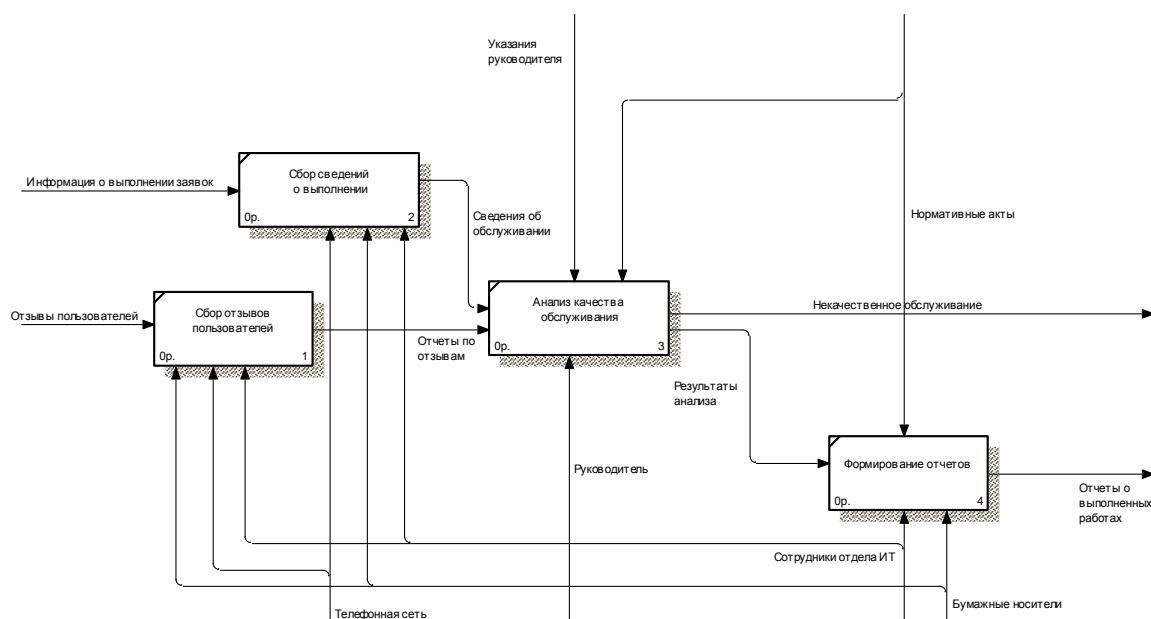 Указания
руководителя
Сбор сведений
о выполнении
0р.
2
Информация о выполнении заявок
Сведения об
обслуживании
Нормативные акты
Отзывы пользователей
Сбор отзывов
пользователей
0р.
1
Отчеты по
отзывам
Анализ качества
обслуживания
0р.
3
Некачественное обслуживание
Результаты
анализа
Руководитель
Формирование отчетов
0р.
4
Отчеты о
выполненных
работах
Сотрудники отдела ИТ
Телефонная сеть
Бумажные носители